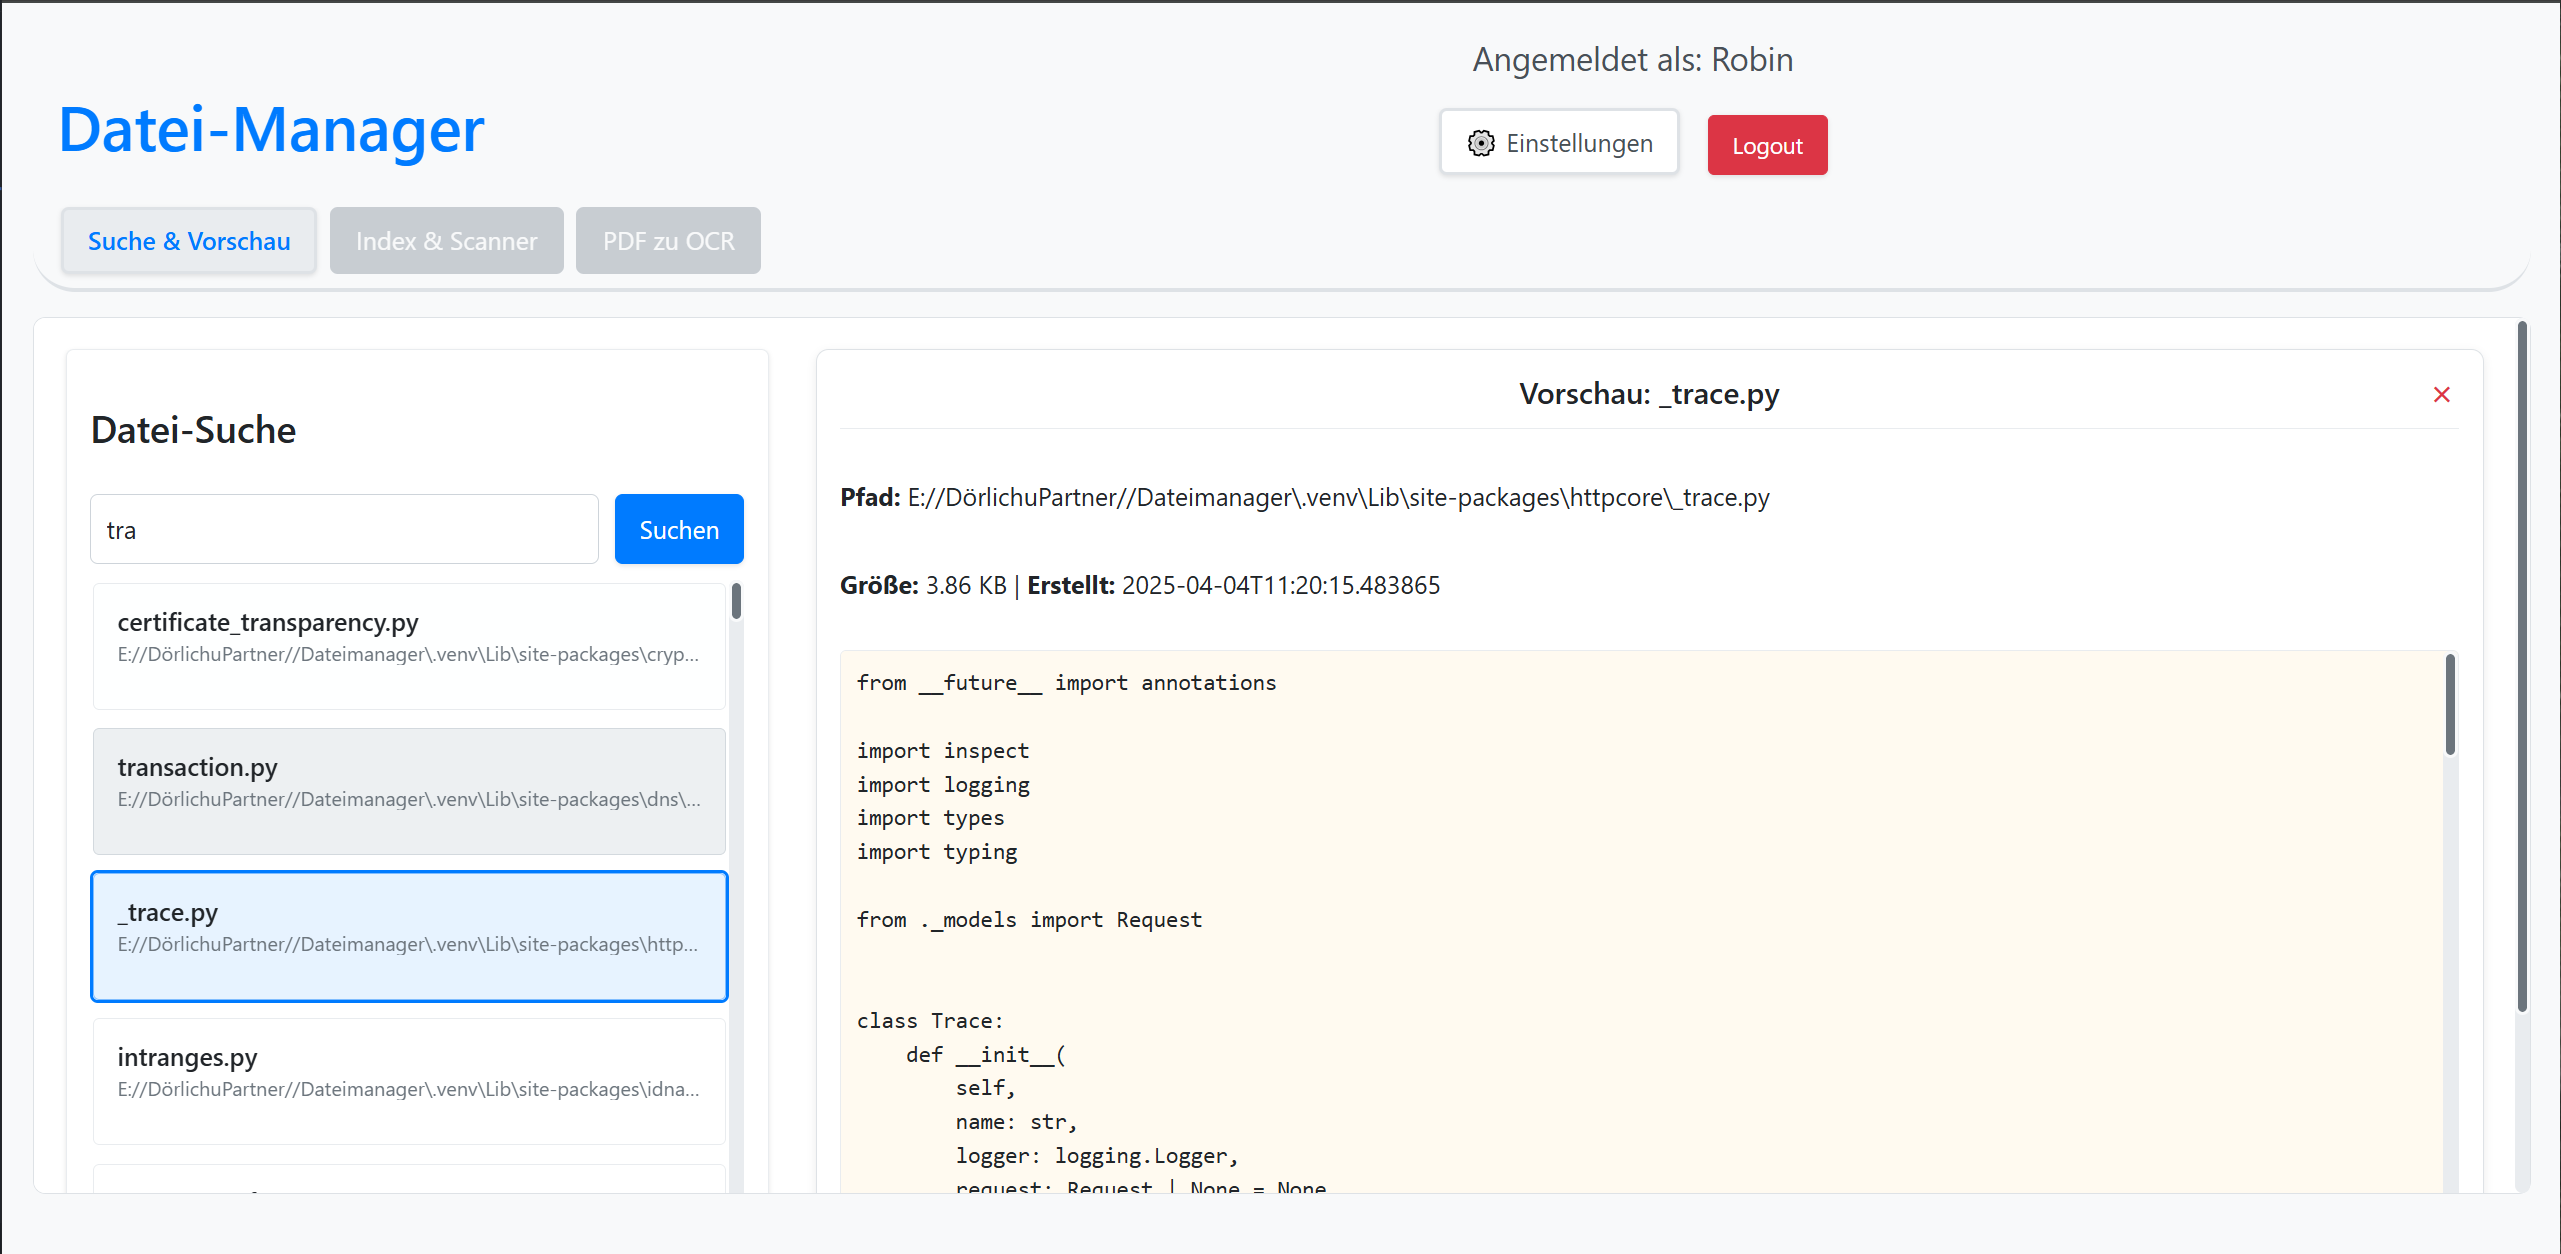 Angemeldet als: Robin
Datei-Manager
Einstellungen
Logout
Suche & Vorschau
Index & Scanner
PDF zu OCR
Datei-Suche
tra
Suchen
certificate_transparency.py
E://DörlichuPartner//Dateimanager\.venv\Lib\site-packages\cryp...
transaction.py
E://DörlichuPartner//Dateimanager\.venv\Lib\site-packages\dns\...
_trace.py
E://DörlichuPartner//Dateimanager\.venv\Lib\site-packages\http...
intranges.py
E://DörlichuPartner//Dateimanager\.venv\Lib\site-packages\idna...
Vorschau: _trace.py
Pfad: E://DörlichuPartner//Dateimanager\.venv\Lib\site-packages\httpcore\_trace.py
Größe: 3.86 KB | Erstellt: 2025-04-04T11:20:15.483865
from __future__ import annotations
import inspect
import logging
import types
import typing
from ._models import Request
class Trace:
    def __init__(
        self,
        name: str,
        logger: logging.Logger,
        request: Request | None = None